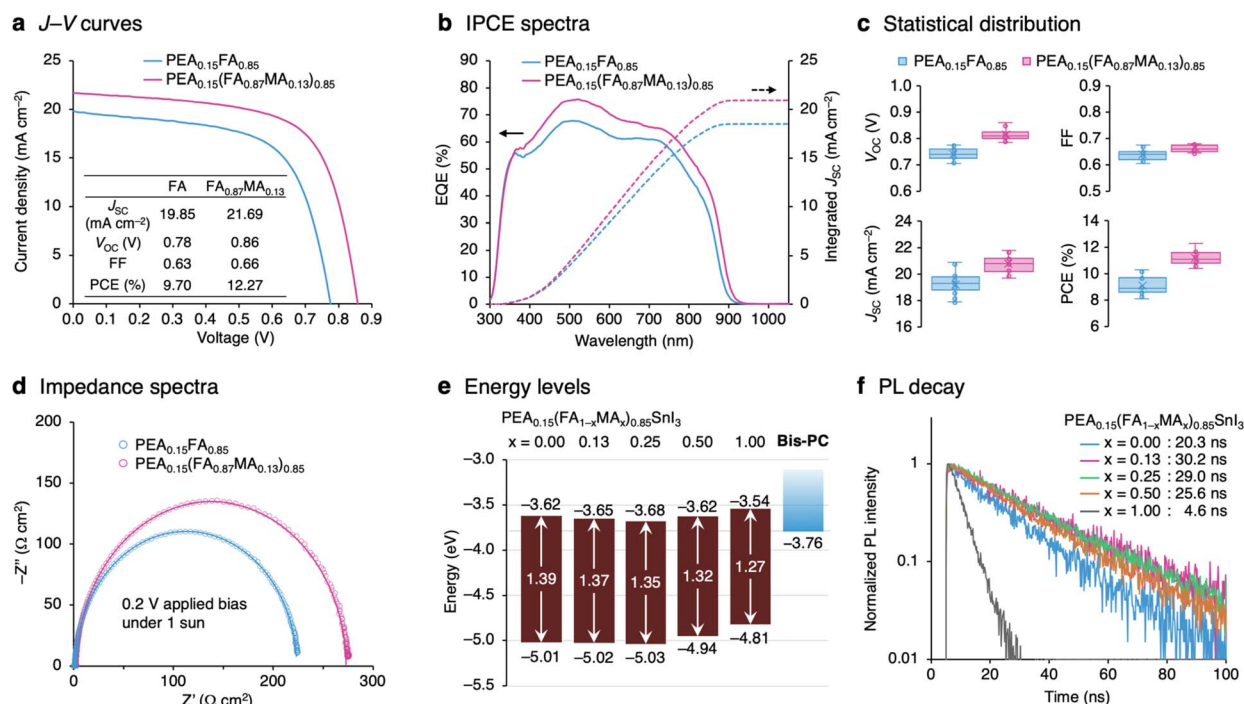 a J–V curves
PEA0.15FA0.85
PEA0.15(FA0.87MA0.13)0.85
Current density (mA cm–2)
25
20
15
10
5
0
FA FA0.87MA0.13
JSC (mA cm–2) 19.85 21.69
VOC (V) 0.78 0.86
FF 0.63 0.66
PCE (%) 9.70 12.27
0.0 0.1 0.2 0.3 0.4 0.5 0.6 0.7 0.8 0.9
Voltage (V)
b IPCE spectra
PEA0.15FA0.85
PEA0.15(FA0.87MA0.13)0.85
EQE (%)
90
80
70
60
50
40
30
20
10
0
25
20
15
10
5
0
Integrated JSC (mA cm–2)
300 400 500 600 700 800 900 1000
Wavelength (nm)
c Statistical distribution
PEA0.15FA0.85 PEA0.15(FA0.87MA0.13)0.85
VOC (V)
1.0
0.9
0.8
0.7
0.6
FF
0.9
0.8
0.7
0.6
0.5
JSC (mA cm–2)
24
22
20
18
16
PCE (%)
14
12
10
8
6
d Impedance spectra
PEA0.15FA0.85
PEA0.15(FA0.87MA0.13)0.85
–Z″(Ω cm2)
200
150
100
50
0
0.2 V applied bias
under 1 sun
0 100 200 300
Z′ (Ω cm2)
e Energy levels
PEA0.15(FA1–xMAx)0.85SnI3
x = 0.00 0.13 0.25 0.50 1.00 Bis-PC
Energy (eV)
–3.0
–3.5
–4.0
–4.5
–5.0
–5.5
–3.62 –3.65 –3.68 –3.62 –3.54
–3.76
1.39 1.37 1.35 1.32 1.27
–5.01 –5.02 –5.03 –4.94 –4.81
f PL decay
PEA0.15(FA1–xMAx)0.85SnI3
x = 0.00 : 20.3 ns
x = 0.13 : 30.2 ns
x = 0.25 : 29.0 ns
x = 0.50 : 25.6 ns
x = 1.00 : 4.6 ns
Normalized PL intensity
1
0.1
0.01
0 20 40 60 80 100
Time (ns)